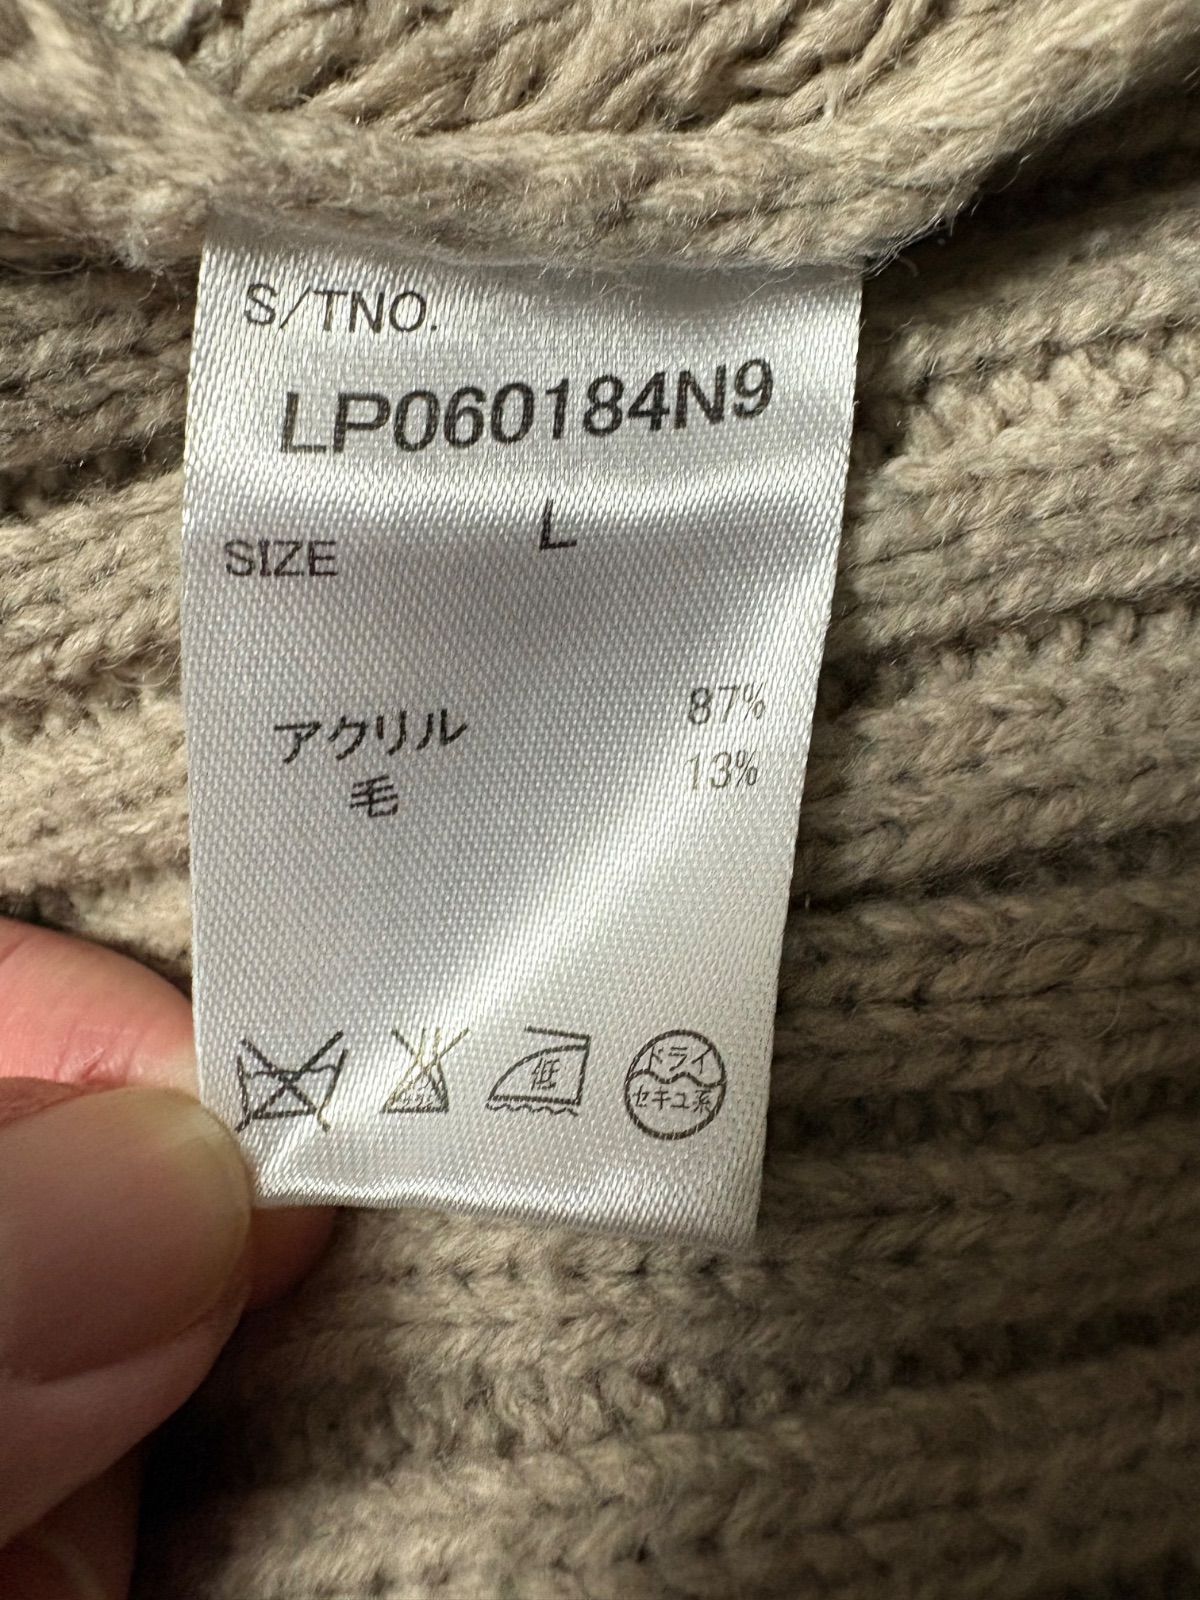 S/TNO.
LP060184N9
SIZE L
アクリル 87%
毛 13%
低
ドライ
セキユ系